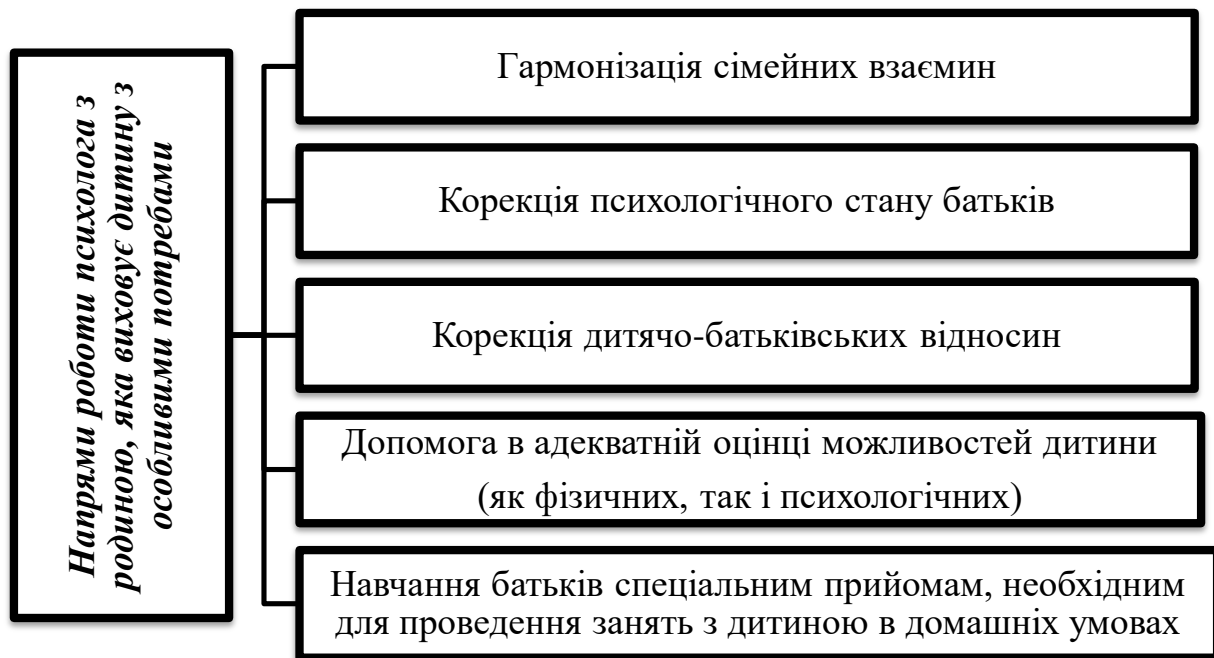 Напрями роботи психолога з
родиною, яка виховує дитину з
особливими потребами
Гармонізація сімейних взаємин
Корекція психологічного стану батьків
Корекція дитячо-батьківських відносин
Допомога в адекватній оцінці можливостей дитини
(як фізичних, так і психологічних)
Навчання батьків спеціальним прийомам, необхідним
для проведення занять з дитиною в домашніх умовах